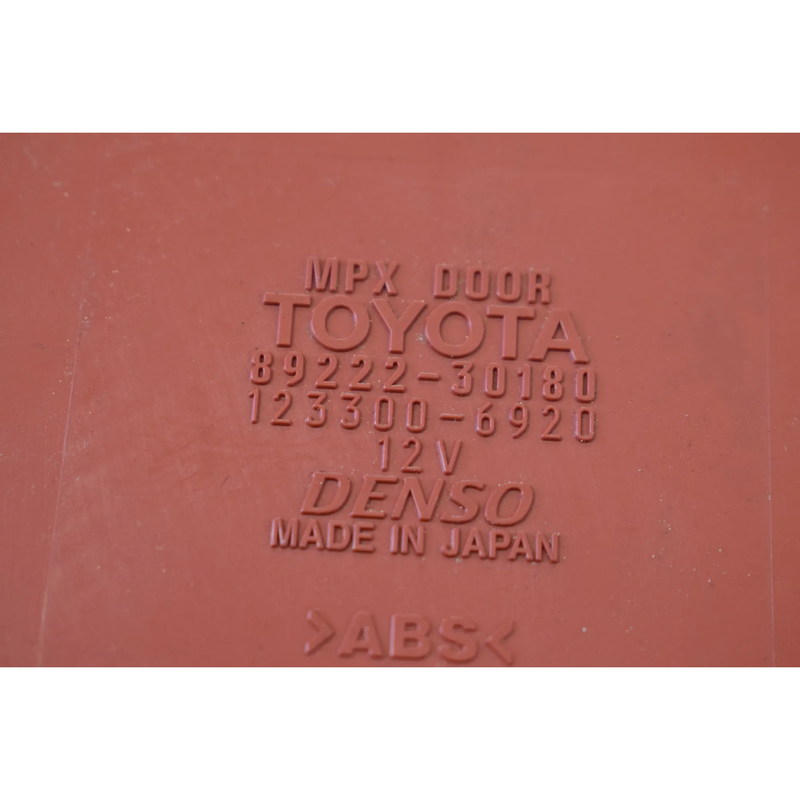 MPX DOOR
TOYOTA
89222-30180
123300-6920
12V
DENSO
MADE IN JAPAN
>ABS<